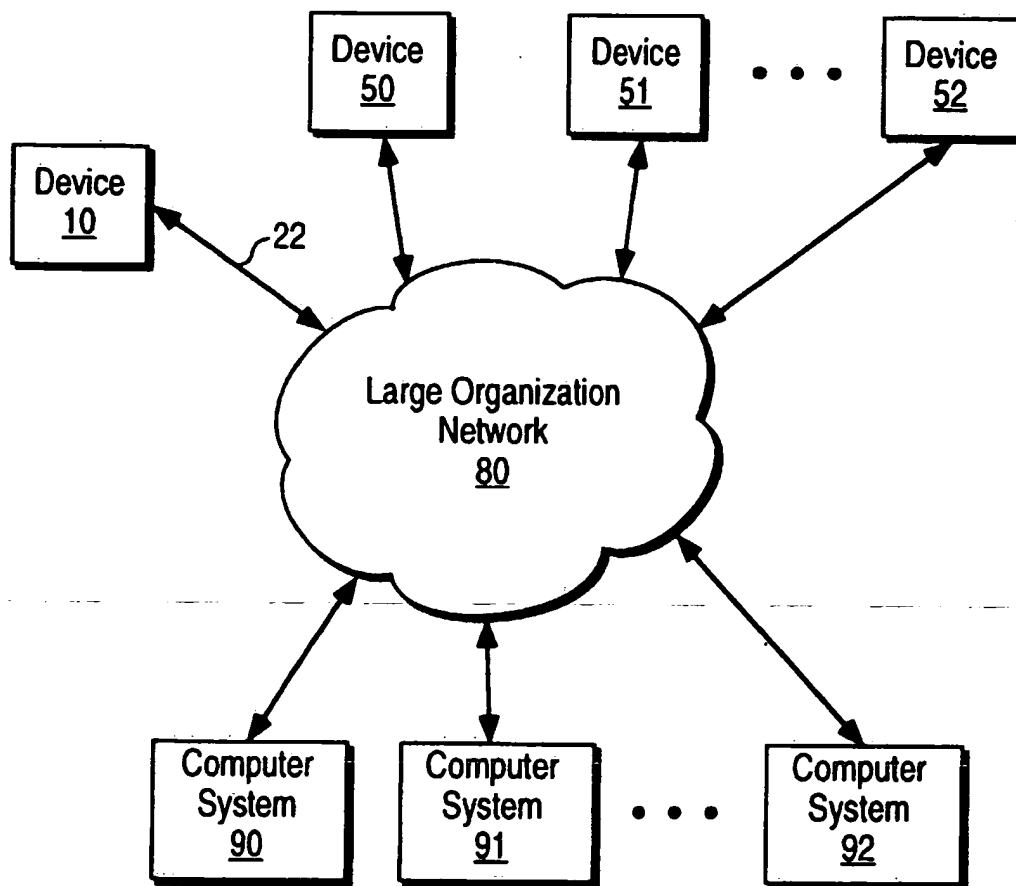 Device
50
Device
51
Device
52
Device
10
22
Large Organization
Network
80
Computer
System
90
Computer
System
91
Computer
System
92